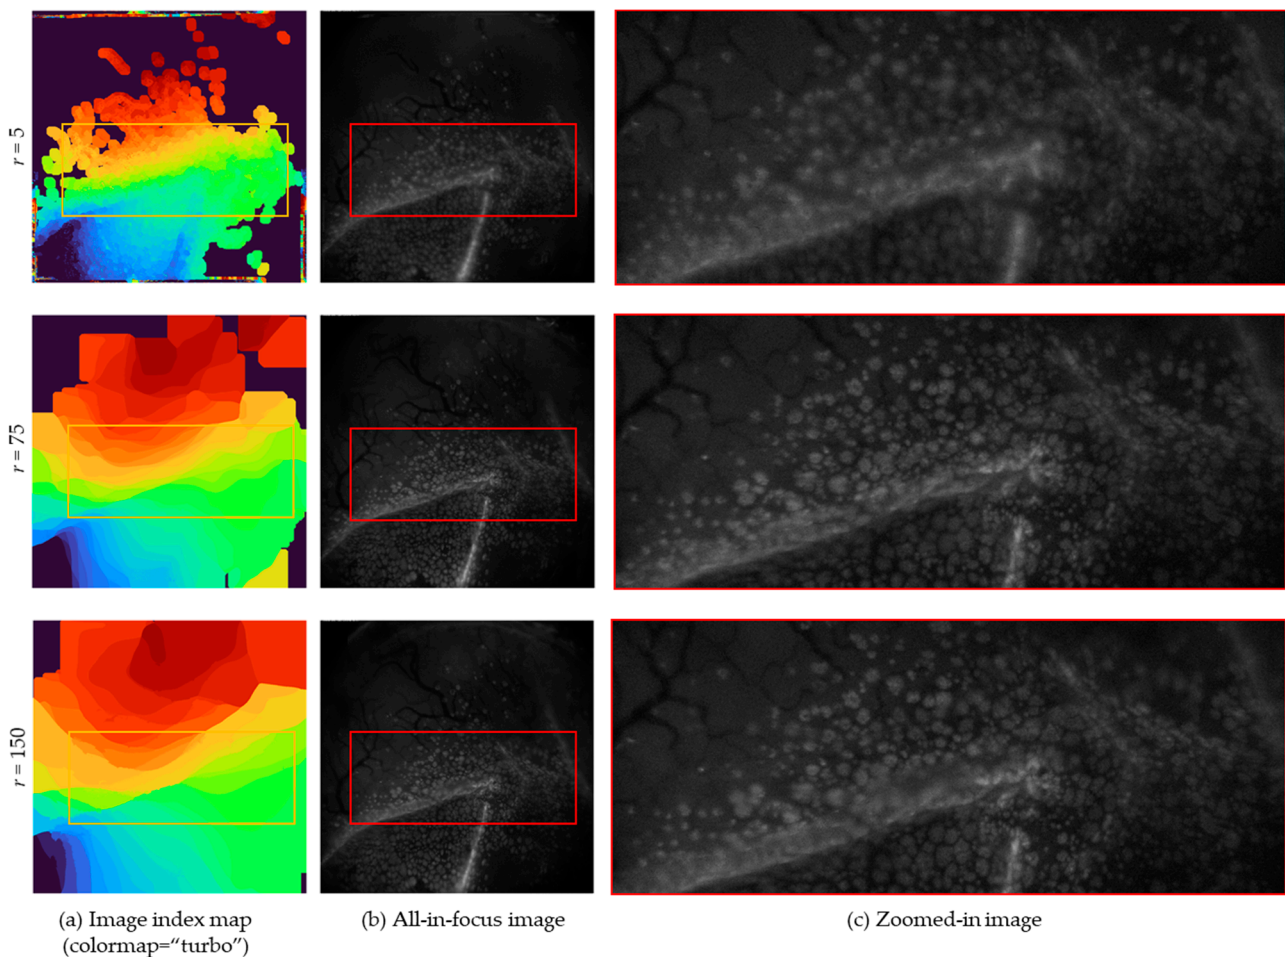 r = 5
r = 75
r = 150
(a) Image index map
(colormap="turbo")
(b) All-in-focus image
(c) Zoomed-in image